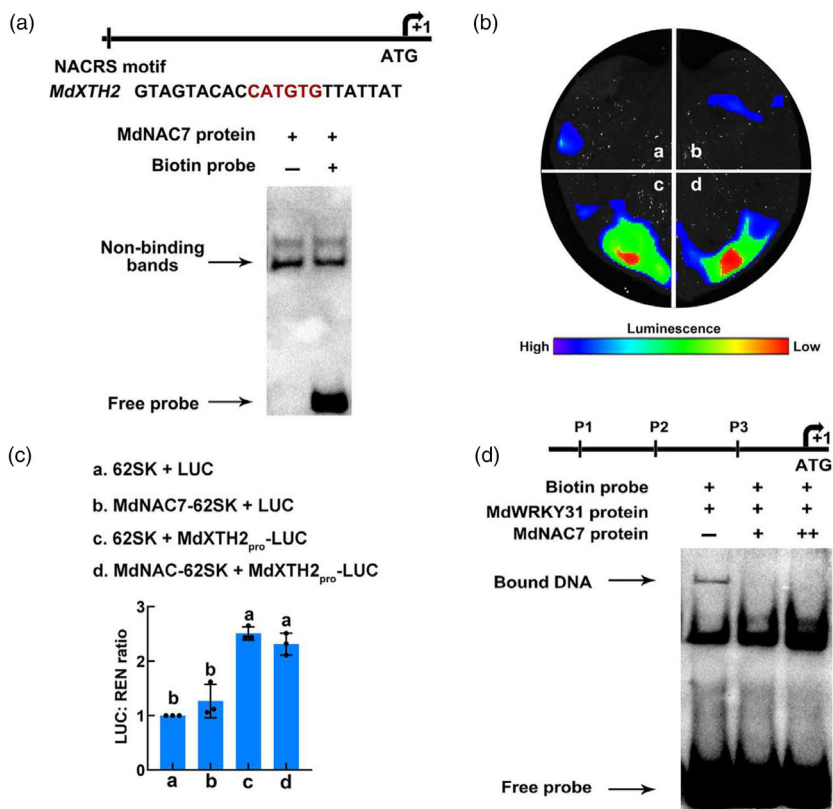 (a)
+1
ATG
NACRS motif
MdXTH2 GTAGTACACCATGTGTTATTAT
MdNAC7 protein + +
Biotin probe — +
Non-binding
bands
Free probe
(b)
a b
c d
Luminescence
High Low
(c)
a. 62SK + LUC
b. MdNAC7-62SK + LUC
c. 62SK + MdXTH2pro-LUC
d. MdNAC-62SK + MdXTH2pro-LUC
LUC: REN ratio
3
2
1
0
b b a a
a b c d
(d)
P1 P2 P3
+1
ATG
Biotin probe + + +
MdWRKY31 protein + + +
MdNAC7 protein — + ++
Bound DNA
Free probe